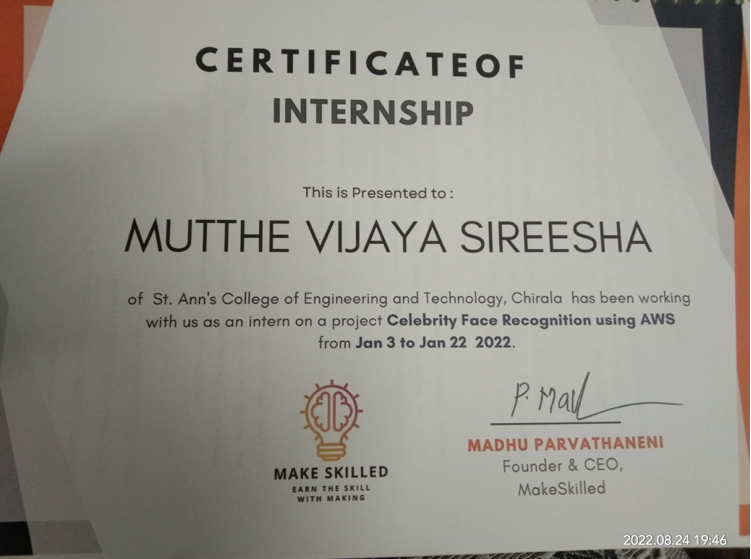 CERTIFICATEOF
INTERNSHIP
This is Presented to :
MUTTHE VIJAYA SIREESHA
of St. Ann's College of Engineering and Technology, Chirala has been working
with us as an intern on a project Celebrity Face Recognition using AWS
from Jan 3 to Jan 22 2022.
MAKE SKILLED
EARN THE SKILL
WITH MAKING
MADHU PARVATHANENI
Founder & CEO,
MakeSkilled
2022.08.24 19:46